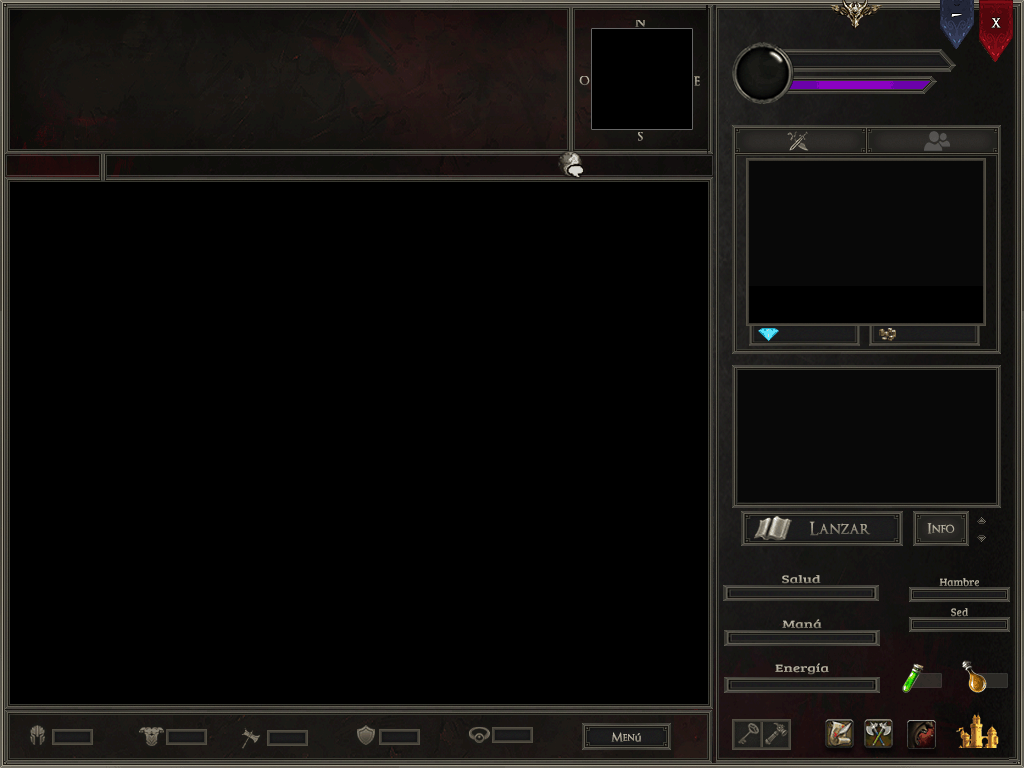 N
O
E
S
–
X
LANZAR
INFO
Salud
Hambre
Maná
Sed
Energía
MENÚ